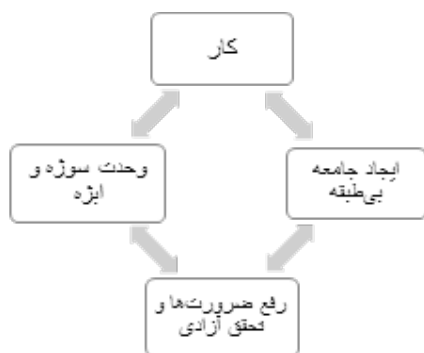 کار
ایجاد جامعه
بی‌طبقه
وحدت سوژه و
ابژه
رفع ضرورت‌ها و
تحقق آزادی